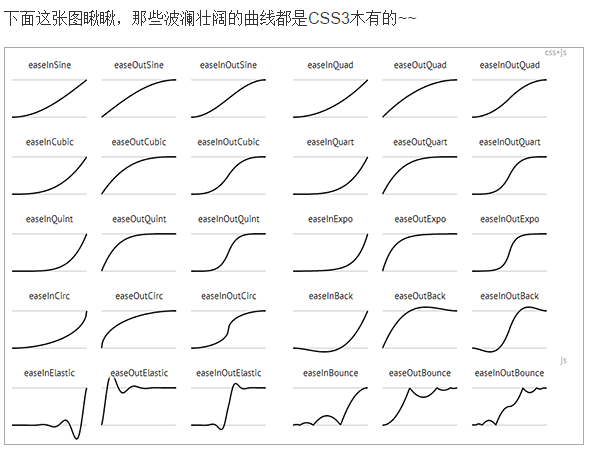 下面这张图瞅瞅，那些波澜壮阔的曲线都是CSS3木有的~~
css+js
easeInSine easeOutSine easeInOutSine easeInQuad easeOutQuad easeInOutQuad
easeInCubic easeOutCubic easeInOutCubic easeInQuart easeOutQuart easeInOutQuart
easeInQuint easeOutQuint easeInOutQuint easeInExpo easeOutExpo easeInOutExpo
easeInCirc easeOutCirc easeInOutCirc easeInBack easeOutBack easeInOutBack
js
easeInElastic easeOutElastic easeInOutElastic easeInBounce easeOutBounce easeInOutBounce